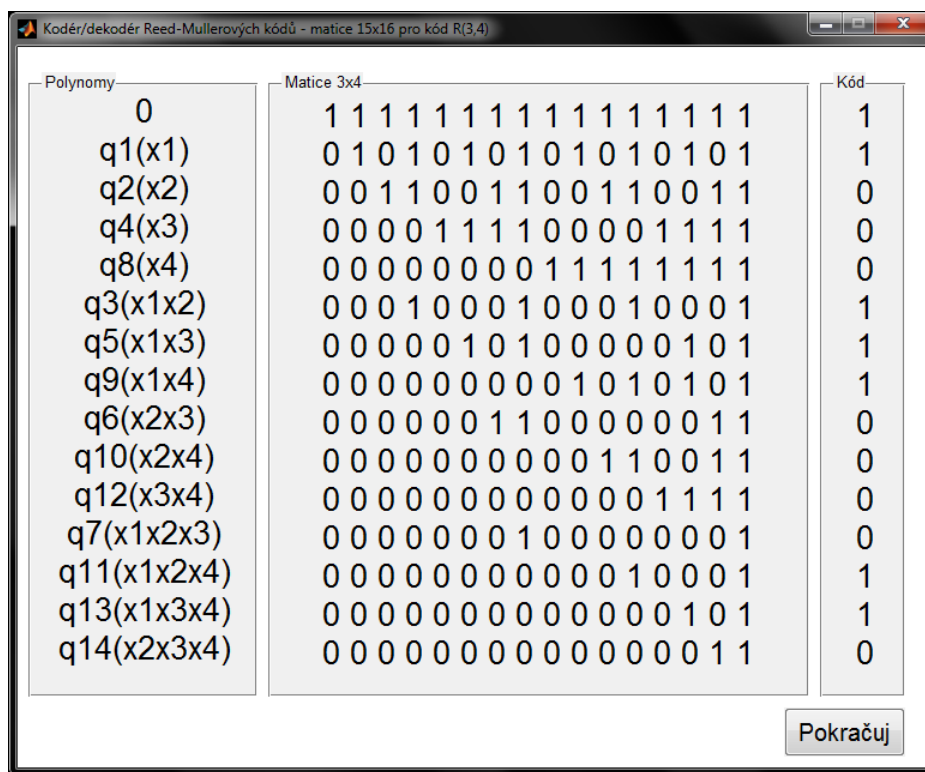 Kodér/dekodér Reed-Mullerových kódů - matice 15x16 pro kód R(3,4)
Polynomy Matice 3x4 Kód
0 1 1 1 1 1 1 1 1 1 1 1 1 1 1 1 1 1
q1(x1) 0 1 0 1 0 1 0 1 0 1 0 1 0 1 0 1 1
q2(x2) 0 0 1 1 0 0 1 1 0 0 1 1 0 0 1 1 0
q4(x3) 0 0 0 0 1 1 1 1 0 0 0 0 1 1 1 1 0
q8(x4) 0 0 0 0 0 0 0 0 1 1 1 1 1 1 1 1 0
q3(x1x2) 0 0 0 1 0 0 0 1 0 0 0 1 0 0 0 1 1
q5(x1x3) 0 0 0 0 0 1 0 1 0 0 0 0 0 1 0 1 1
q9(x1x4) 0 0 0 0 0 0 0 0 0 1 0 1 0 1 0 1 1
q6(x2x3) 0 0 0 0 0 0 1 1 0 0 0 0 0 0 1 1 0
q10(x2x4) 0 0 0 0 0 0 0 0 0 0 1 1 0 0 1 1 0
q12(x3x4) 0 0 0 0 0 0 0 0 0 0 0 0 1 1 1 1 0
q7(x1x2x3) 0 0 0 0 0 0 0 1 0 0 0 0 0 0 0 1 0
q11(x1x2x4) 0 0 0 0 0 0 0 0 0 0 0 1 0 0 0 1 1
q13(x1x3x4) 0 0 0 0 0 0 0 0 0 0 0 0 0 1 0 1 1
q14(x2x3x4) 0 0 0 0 0 0 0 0 0 0 0 0 0 0 1 1 0
Pokračuj